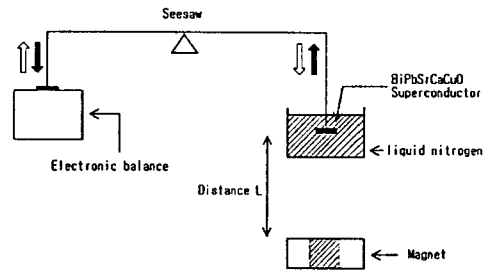 Seesaw
BiPbSrCaCuO
Superconductor
liquid nitrogen
Electronic balance
Distance L
Magnet